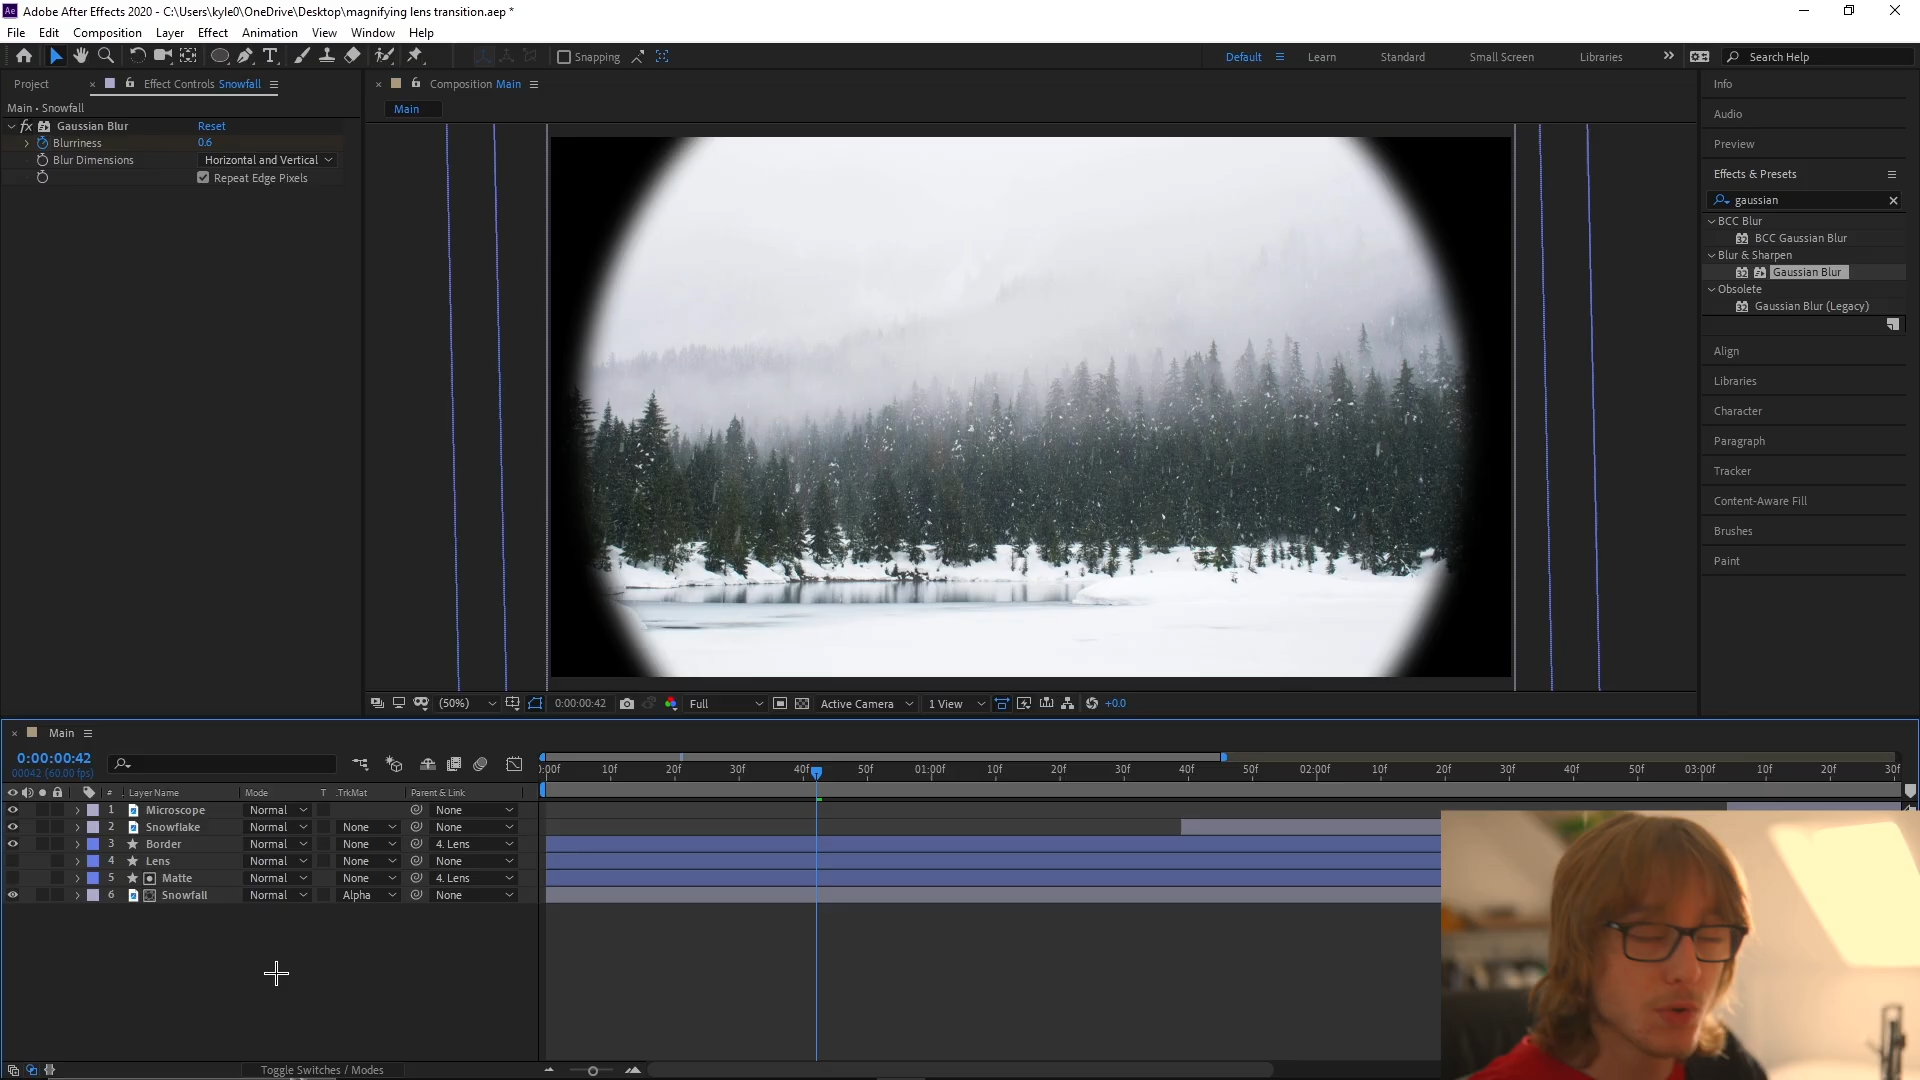 Adobe After Effects 2020 - C:\Users\kyle0\OneDrive\Desktop\magnifying lens transition.aep *
File Edit Composition Layer Effect Animation View Window Help
Snapping Default Learn Standard Small Screen Libraries Search Help
Project Effect Controls Snowfall Composition Main Info
Main • Snowfall Main
fx Gaussian Blur Reset
Blurriness 0.6
Blur Dimensions Horizontal and Vertical
Repeat Edge Pixels
Audio
Preview
Effects & Presets
gaussian
BCC Blur
BCC Gaussian Blur
Blur & Sharpen
Gaussian Blur
Obsolete
Gaussian Blur (Legacy)
Align
Libraries
Character
Paragraph
Tracker
Content-Aware Fill
Brushes
Paint
(50%) 0:00:00:42 Full Active Camera 1 View +0.0
Main
0:00:00:42
00042 (60.00 fps)
:00f 10f 20f 30f 40f 50f 01:00f 10f 20f 30f 40f 50f 02:00f 10f 20f 30f 40f 50f 03:00f 10f 20f 30f
# Layer Name Mode T .TrkMat Parent & Link
1 Microscope Normal None
2 Snowflake Normal None None
3 Border Normal None 4. Lens
4 Lens Normal None None
5 Matte Normal None 4. Lens
6 Snowfall Normal Alpha None
Toggle Switches / Modes